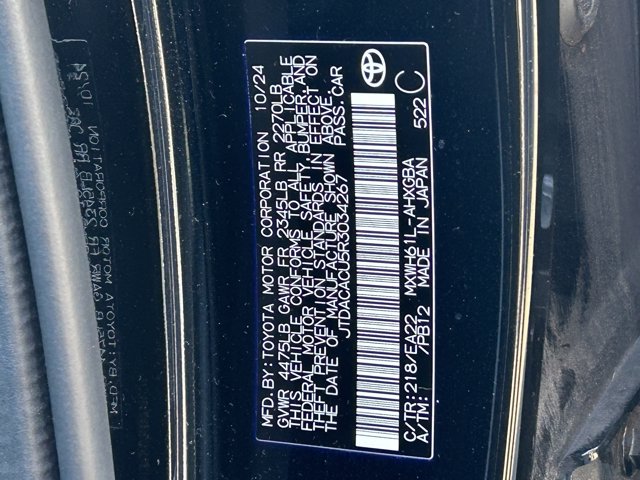 MFD. BY: TOYOTA MOTOR CORPORATION 10/24
GVWR 4475LB GAWR FR 2345LB RR 2270LB
THIS VEHICLE CONFORMS TO ALL APPLICABLE
FEDERAL MOTOR VEHICLE SAFETY, BUMPER, AND
THEFT PREVENTION STANDARDS IN EFFECT ON
THE DATE OF MANUFACTURE SHOWN ABOVE.
JTDACACU5R3034267 PASS. CAR
C/TR: 218/EA22 MXWH61L-AHXGBA
A/TM: /PB12 MADE IN JAPAN 522
C